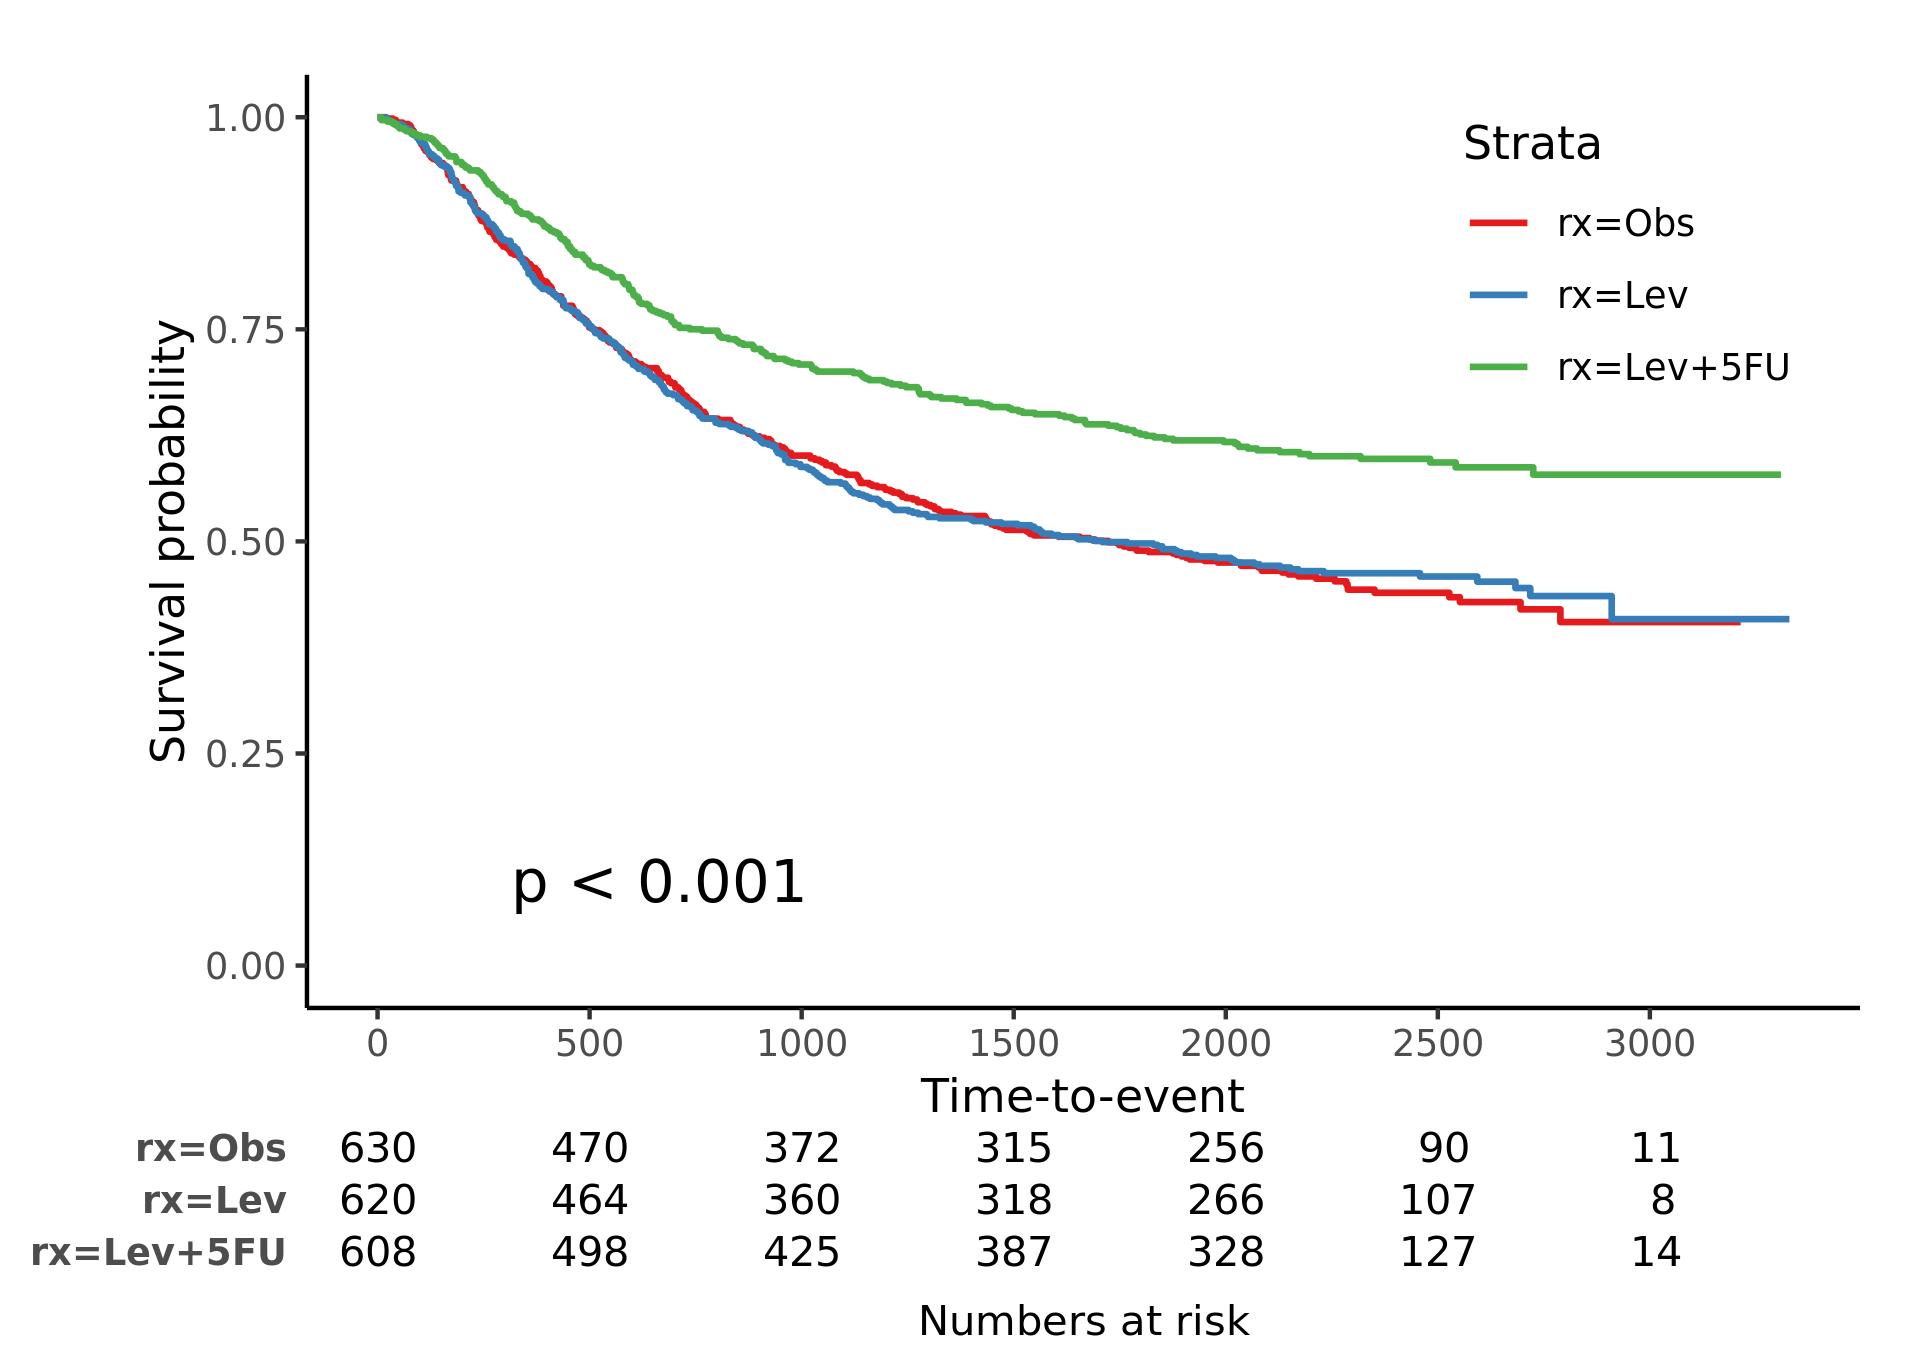 Strata
rx=Obs
rx=Lev
rx=Lev+5FU
Survival probability
1.00
0.75
0.50
0.25
0.00
p < 0.001
0 500 1000 1500 2000 2500 3000
Time-to-event
rx=Obs 630 470 372 315 256 90 11
rx=Lev 620 464 360 318 266 107 8
rx=Lev+5FU 608 498 425 387 328 127 14
Numbers at risk